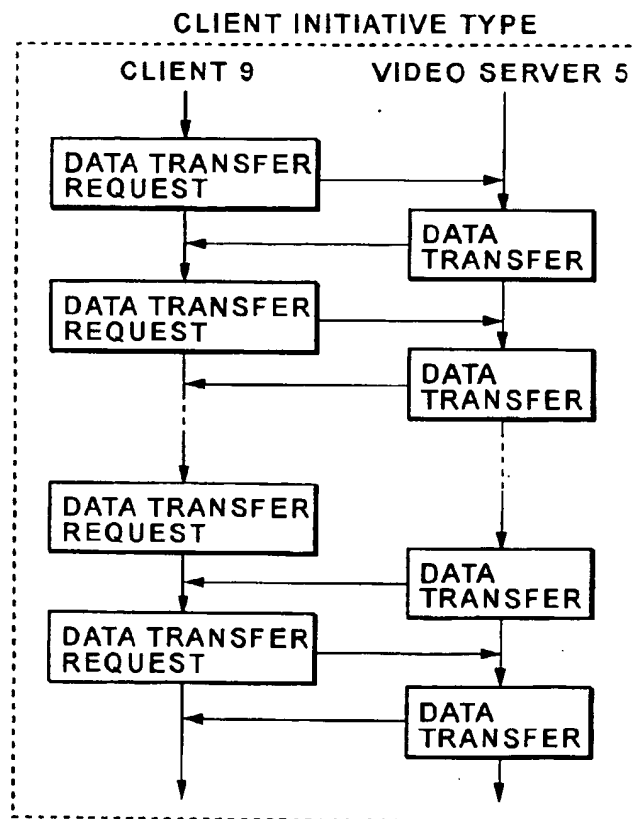 CLIENT INITIATIVE TYPE
CLIENT 9
VIDEO SERVER 5
DATA TRANSFER
REQUEST
DATA
TRANSFER
DATA TRANSFER
REQUEST
DATA
TRANSFER
DATA TRANSFER
REQUEST
DATA
TRANSFER
DATA TRANSFER
REQUEST
DATA
TRANSFER